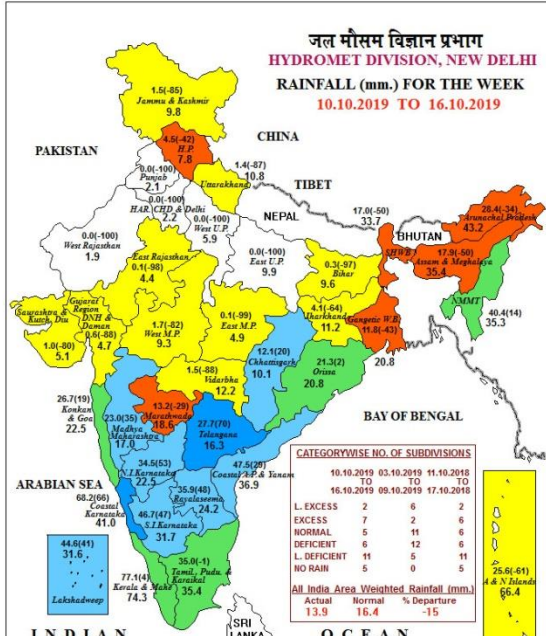 जल मौसम विज्ञान प्रभाग
HYDROMET DIVISION, NEW DELHI
RAINFALL (mm.) FOR THE WEEK
10.10.2019 TO 16.10.2019
1.5(-85)
Jammu & Kashmir
9.8
4.5(-42)
H.P.
7.8
CHINA
PAKISTAN
0.0(-100)
Punjab
2.1
1.4(-87)
10.8
Uttarakhand
TIBET
0.0(-100)
HAR. CHD & Delhi
2.2
0.0(-100)
West U.P.
5.9
NEPAL
17.0(-50)
33.7
SHWB
BHUTAN
28.4(-34)
Arunachal Pradesh
43.2
0.0(-100)
West Rajasthan
1.9
East Rajasthan
0.1(-98)
4.4
0.0(-100)
East U.P.
9.9
0.3(-97)
Bihar
9.6
17.9(-50)
Assam & Meghalaya
35.4
NMMT
40.4(14)
35.3
Saurashtra &
Kutch, Diu
1.0(-80)
5.1
Gujarat
Region
DNH &
Daman
0.6(-88)
4.7
1.7(-82)
West M.P.
9.3
0.1(-99)
East M.P.
4.9
4.1(-64)
Jharkhand
11.2
Gangetic W.B.
11.8(-43)
20.8
12.1(20)
Chhattisgarh
10.1
21.3(2)
Orissa
20.8
1.5(-88)
Vidarbha
12.2
26.7(19)
Konkan
& Goa
22.5
23.0(35)
Madhya
Maharashtra
17.0
13.2(-29)
Marathwada
18.6
27.7(70)
Telangana
16.3
BAY OF BENGAL
34.5(53)
N.I.Karnataka
22.5
47.5(29)
Coastal A.P & Yanam
36.9
ARABIAN SEA
68.2(66)
Coastal
Karnataka
41.0
35.9(48)
Rayalaseema
24.2
46.7(47)
S.I.Karnataka
31.7
44.6(41)
31.6
Lakshadweep
77.1(4)
Kerala & Mahe
74.3
35.0(-1)
Tamil, Pudu. &
Karaikal
35.4
CATEGORYWISE NO. OF SUBDIVISIONS
10.10.2019 03.10.2019 11.10.2018
TO TO TO
16.10.2019 09.10.2019 17.10.2018
L. EXCESS 2 6 2
EXCESS 7 2 6
NORMAL 5 11 6
DEFICIENT 6 12 6
L. DEFICIENT 11 5 11
NO RAIN 5 0 5
All India Area Weighted Rainfall (mm.)
Actual Normal % Departure
13.9 16.4 -15
25.6(-61)
A & N Islands
66.4
SRI
LANKA
INDIAN OCEAN